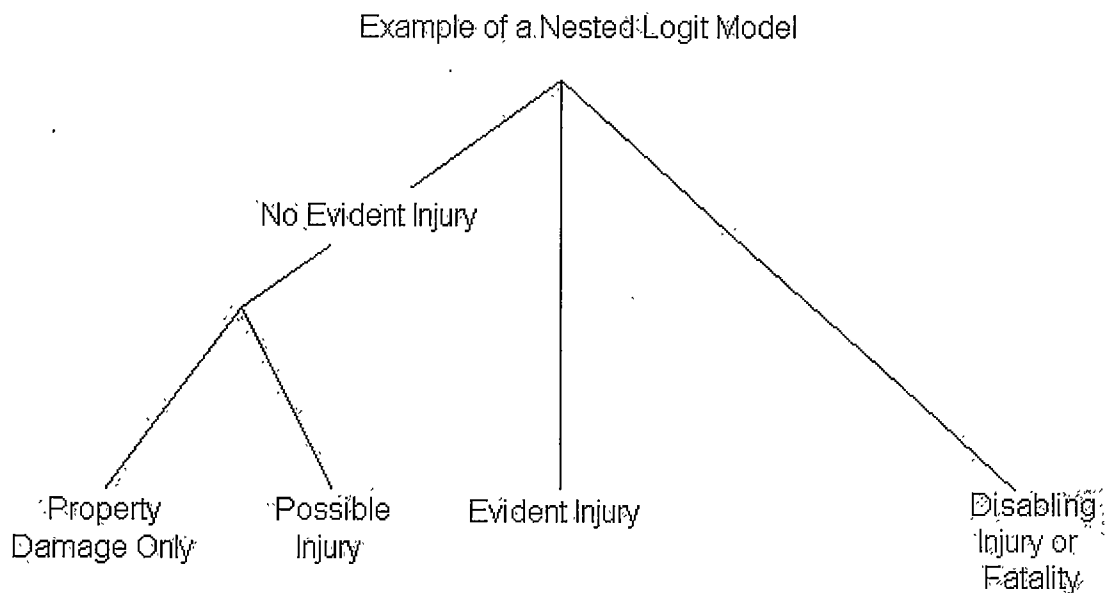 Example of a Nested Logit Model
No Evident Injury
Property
Damage Only
Possible
Injury
Evident Injury
Disabling
Injury or
Fatality